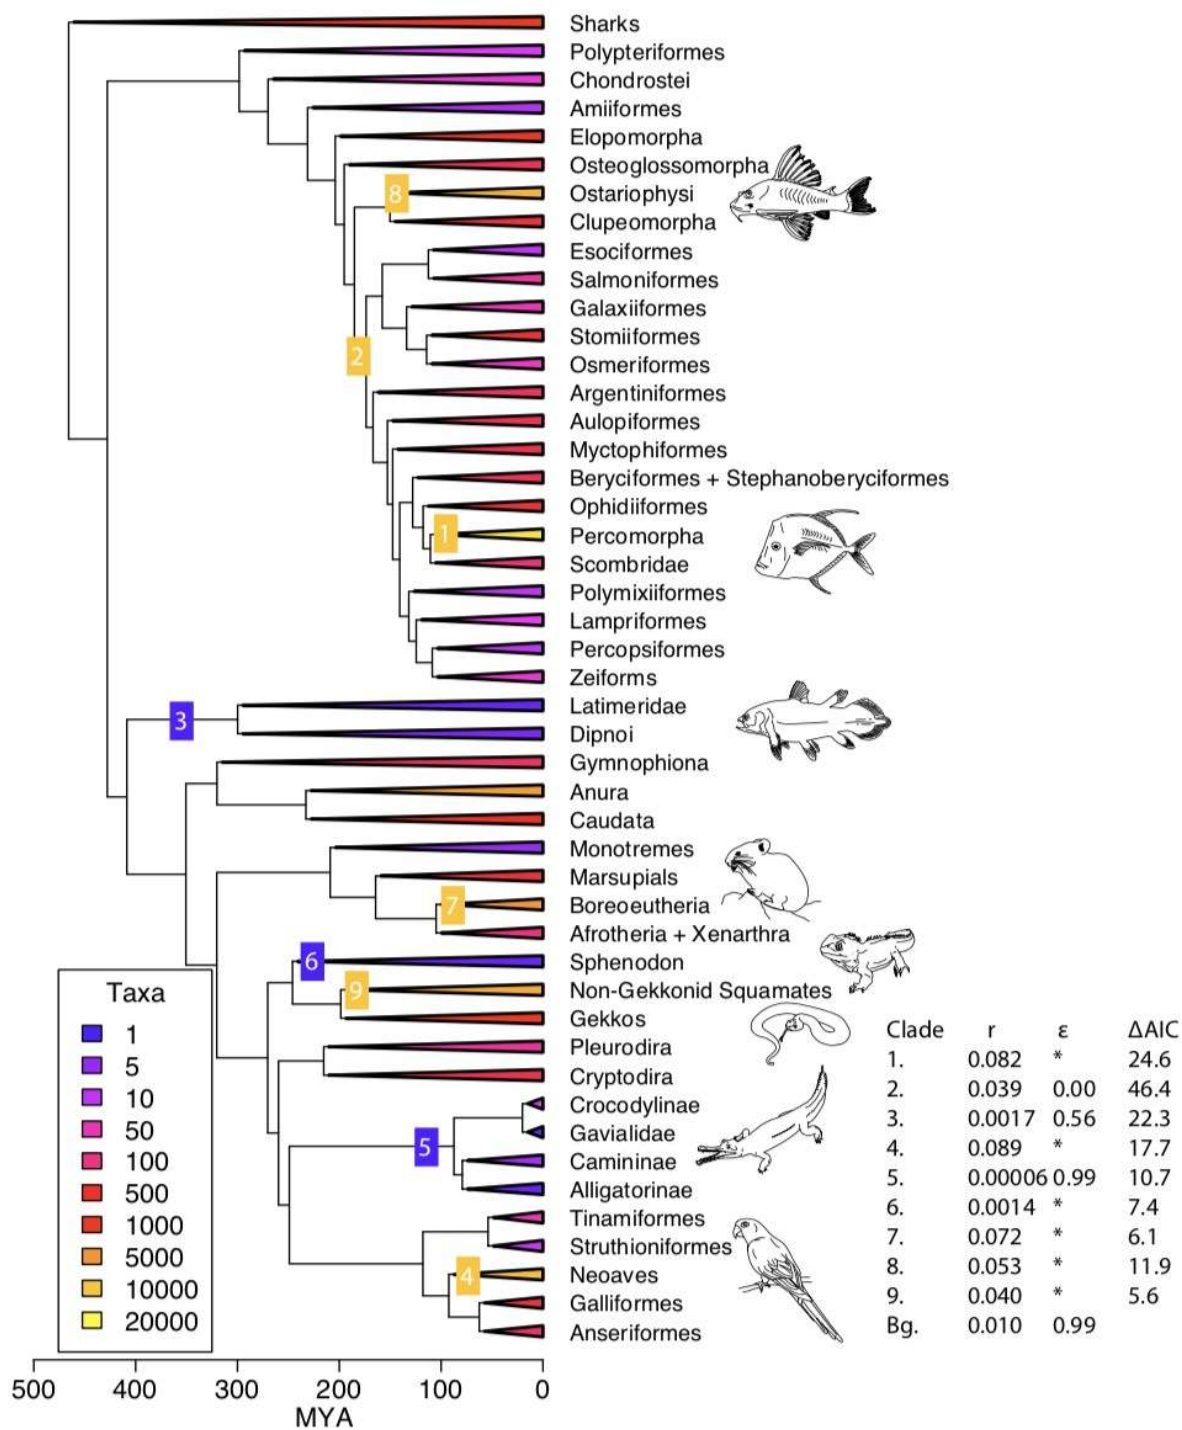 Sharks
Polypteriformes
Chondrostei
Amiiformes
Elopomorpha
Osteoglossomorpha
8 Ostariophysi
Clupeomorpha
Esociformes
Salmoniformes
Galaxiiformes
Stomiiformes
2
Osmeriformes
Argentiniformes
Aulopiformes
Myctophiformes
Beryciformes + Stephanoberyciformes
Ophidiiformes
1 Percomorpha
Scombridae
Polymixiiformes
Lampriformes
Percopsiformes
Zeiforms
Latimeridae
3
Dipnoi
Gymnophiona
Anura
Caudata
Monotremes
Marsupials
7 Boreoeutheria
Afrotheria + Xenarthra
6 Sphenodon
9 Non-Gekkonid Squamates
Gekkos
Pleurodira
Cryptodira
Crocodylinae
Gavialidae
5
Camininae
Alligatorinae
Tinamiformes
Struthioniformes
4 Neoaves
Galliformes
Anseriformes
Taxa
1
5
10
50
100
500
1000
5000
10000
20000
Clade r ε ΔAIC
1. 0.082 * 24.6
2. 0.039 0.00 46.4
3. 0.0017 0.56 22.3
4. 0.089 * 17.7
5. 0.00006 0.99 10.7
6. 0.0014 * 7.4
7. 0.072 * 6.1
8. 0.053 * 11.9
9. 0.040 * 5.6
Bg. 0.010 0.99
500 400 300 200 100 0
MYA